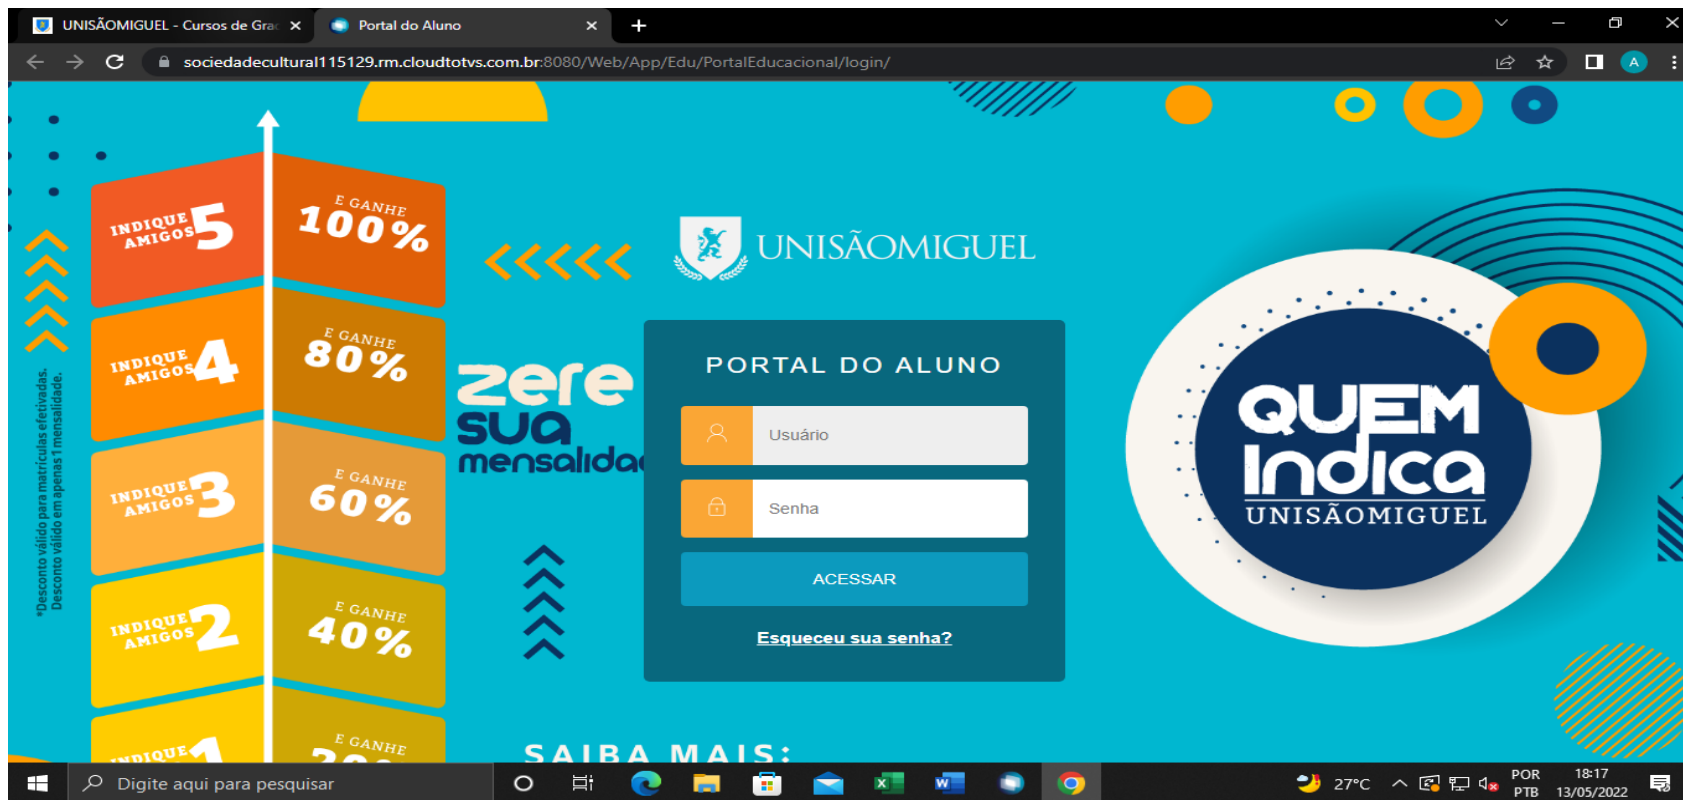 UNISÃOMIGUEL - Cursos de Gra
Portal do Aluno
sociedadecultural115129.rm.cloudtotvs.com.br:8080/Web/App/Edu/PortalEducacional/login/
A
INDIQUE 5
AMIGOS
E GANHE
100%
INDIQUE 4
AMIGOS
E GANHE
80%
INDIQUE 3
AMIGOS
E GANHE
60%
INDIQUE 2
AMIGOS
E GANHE
40%
INDIQUE 1
E GANHE
*Desconto válido para matrículas efetivadas.
Desconto válido em apenas 1 mensalidade.
zere
sua
mensalida
UNISÃOMIGUEL
PORTAL DO ALUNO
Usuário
Senha
ACESSAR
Esqueceu sua senha?
SAIBA MAIS:
QUEM
Indica
UNISÃOMIGUEL
Digite aqui para pesquisar
27°C
POR
PTB
18:17
13/05/2022